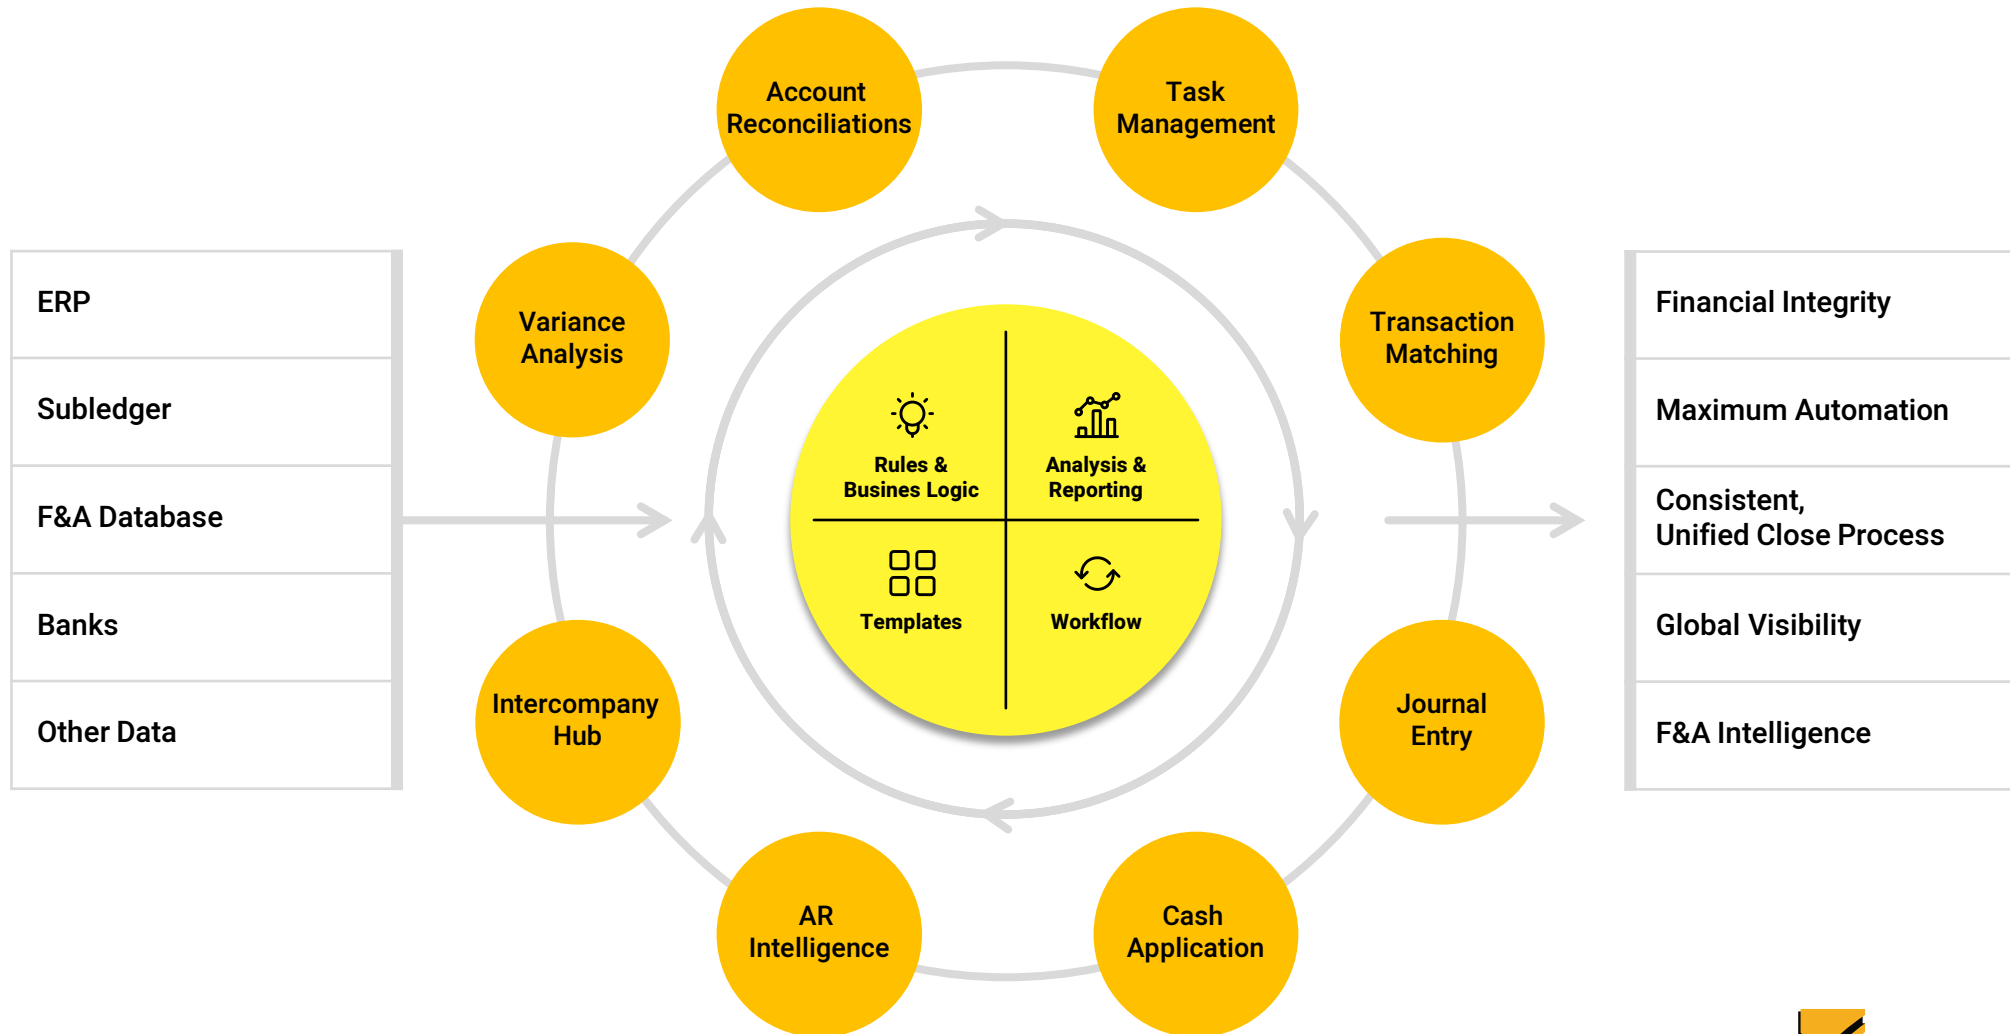 ERP
Subledger
F&A Database
Banks
Other Data
Account
Reconciliations
Task
Management
Variance
Analysis
Transaction
Matching
Rules &
Busines Logic
Analysis &
Reporting
Templates
Workflow
Intercompany
Hub
Journal
Entry
AR
Intelligence
Cash
Application
Financial Integrity
Maximum Automation
Consistent,
Unified Close Process
Global Visibility
F&A Intelligence